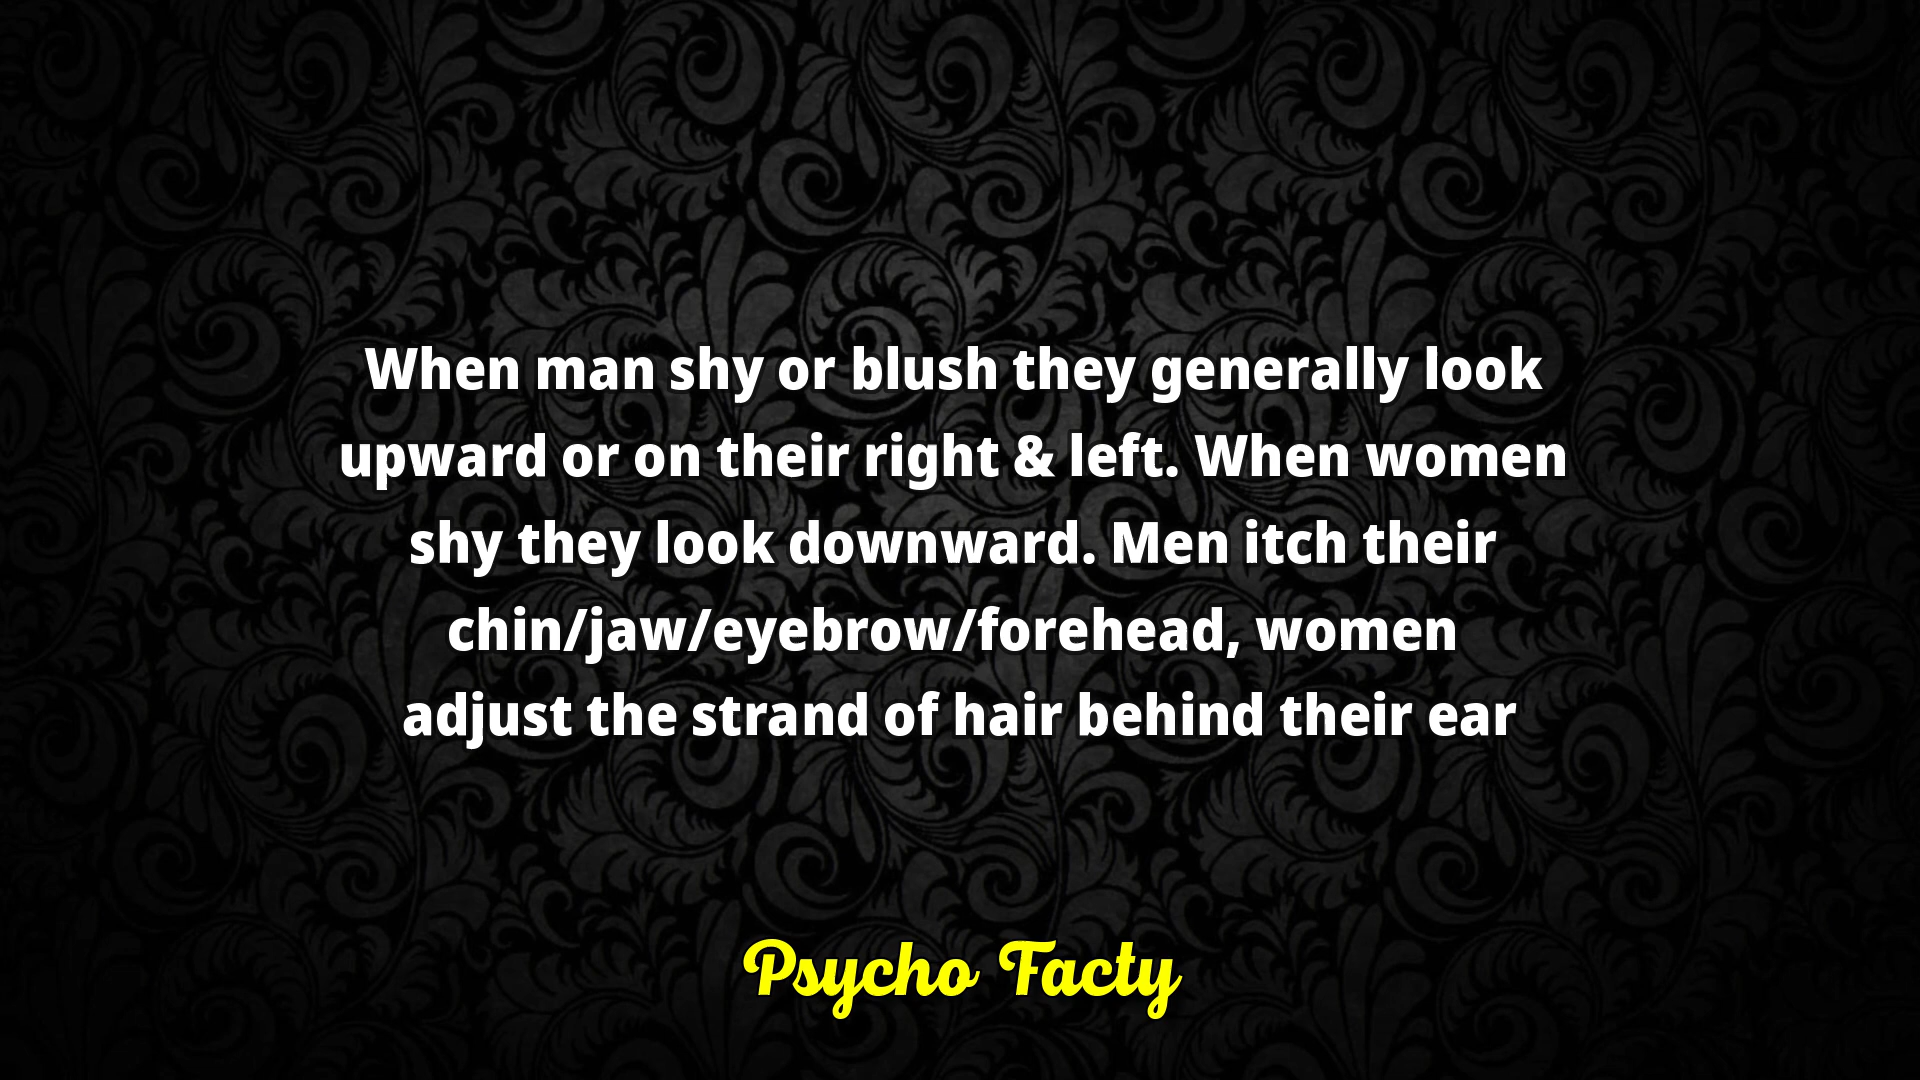 When man shy or blush they generally look
upward or on their right & left. When women
shy they look downward. Men itch their
chin/jaw/eyebrow/forehead, women
adjust the strand of hair behind their ear
Psycho Facty